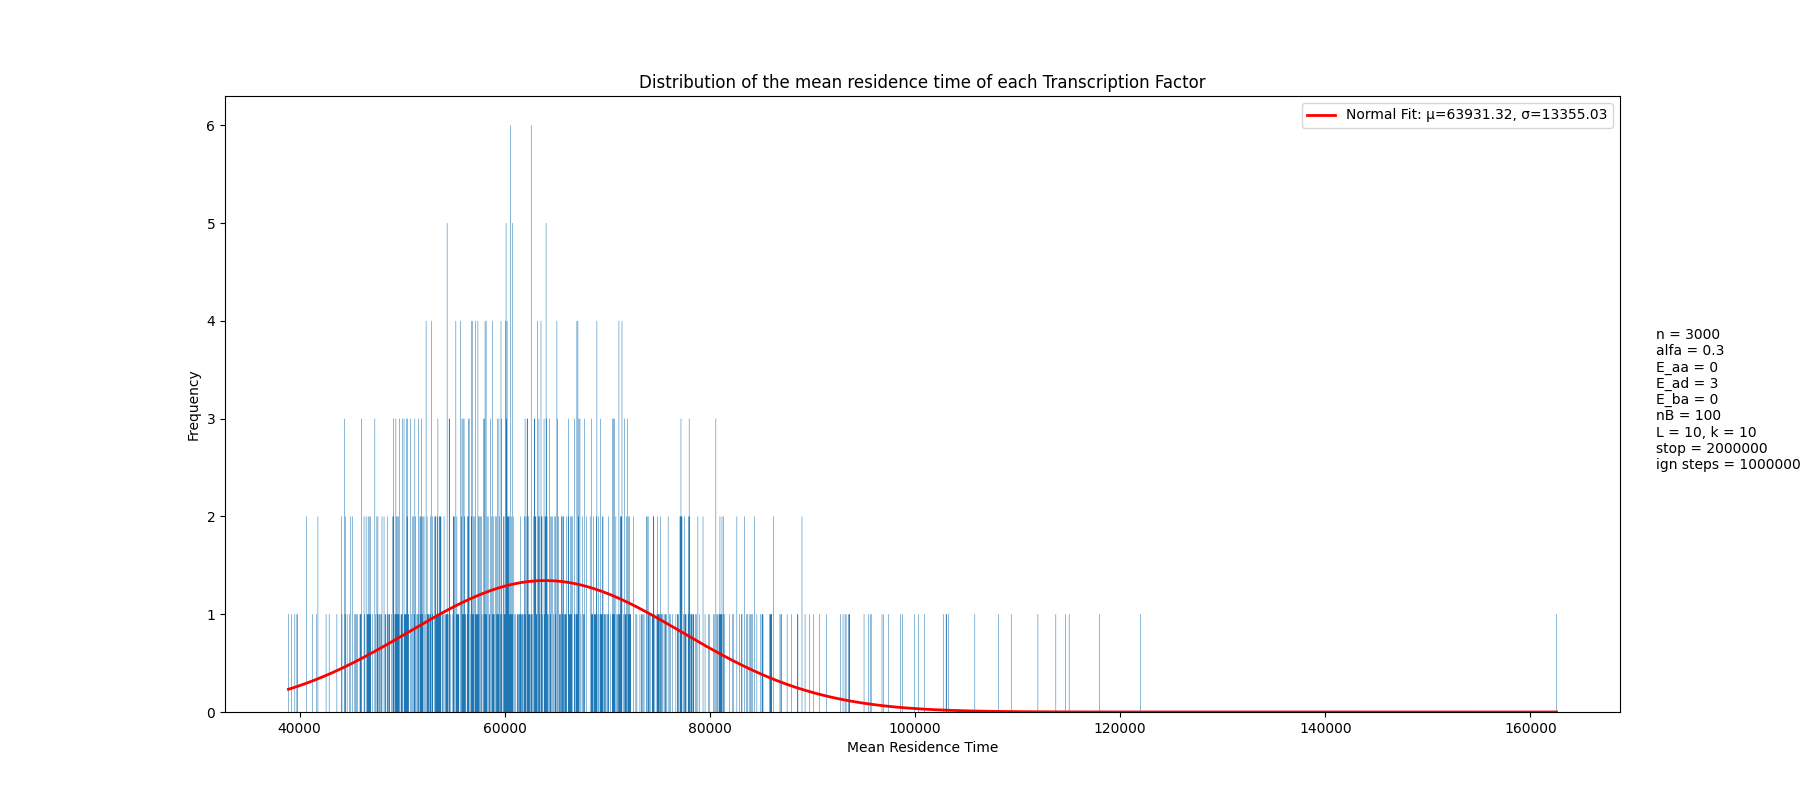 Distribution of the mean residence time of each Transcription Factor
Normal Fit: μ=63931.32, σ=13355.03
6
5
4
3
2
1
0
Frequency
40000
60000
80000
100000
120000
140000
160000
Mean Residence Time
n = 3000
alfa = 0.3
E_aa = 0
E_ad = 3
E_ba = 0
nB = 100
L = 10, k = 10
stop = 2000000
ign steps = 1000000